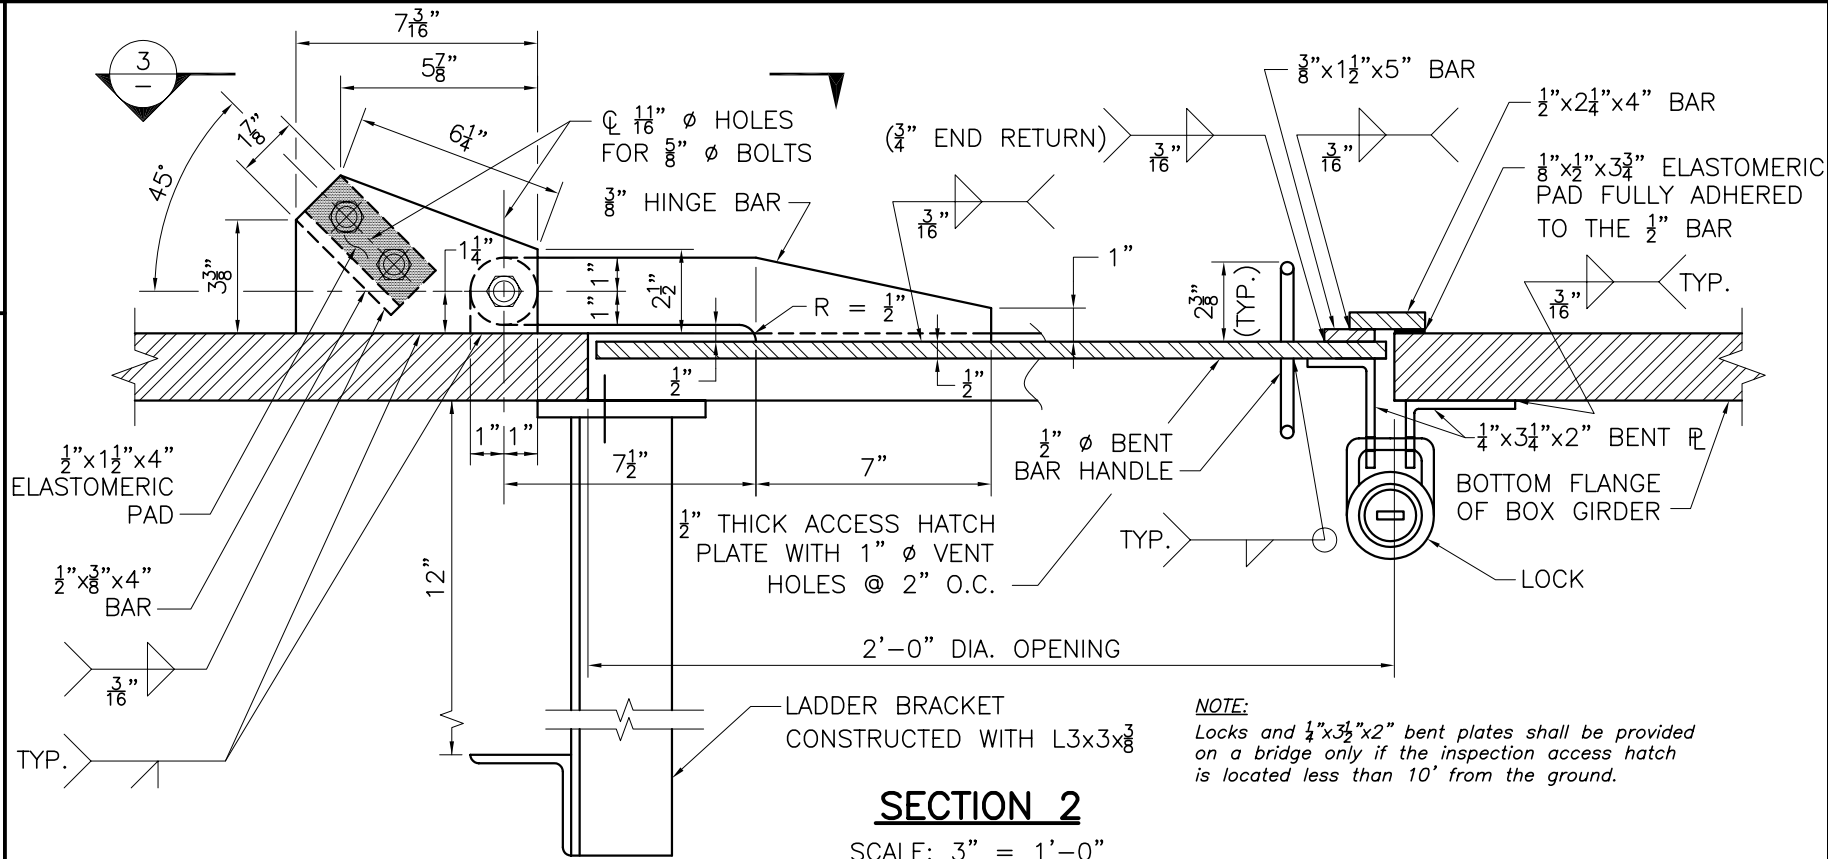 7 3/16"
5 7/8"
3
–
1 7/8"
45°
6 1/4"
℄ 11/16" ø HOLES
FOR 5/8" ø BOLTS
3/8" HINGE BAR
(3/4" END RETURN)
3/16"
3/16"
3/16"
3/8"x1 1/2"x5" BAR
1/2"x2 1/4"x4" BAR
1/8"x1/2"x3 3/4" ELASTOMERIC
PAD FULLY ADHERED
TO THE 1/2" BAR
3/16"
TYP.
3 3/8"
1 1/4"
1"
1"
2 1/2"
R = 1/2"
1"
2 3/8"
(TYP.)
1/2"
1/2"
1"
1"
7 1/2"
7"
1/2" ø BENT
BAR HANDLE
1/4"x3 1/4"x2" BENT ℄
BOTTOM FLANGE
OF BOX GIRDER
1/2"x1 1/2"x4"
ELASTOMERIC
PAD
1/2" THICK ACCESS HATCH
PLATE WITH 1" ø VENT
HOLES @ 2" O.C.
TYP.
LOCK
12"
1/2"x3/8"x4"
BAR
3/16"
TYP.
2'-0" DIA. OPENING
LADDER BRACKET
CONSTRUCTED WITH L3x3x3/8
NOTE:
Locks and 1/4"x3 1/2"x2" bent plates shall be provided
on a bridge only if the inspection access hatch
is located less than 10' from the ground.
SECTION 2
SCALE: 3" = 1'-0"